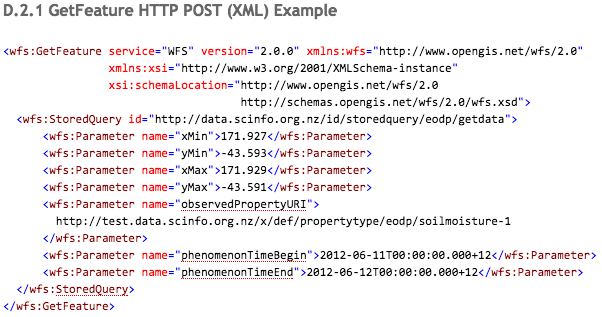 D.2.1 GetFeature HTTP POST (XML) Example
<wfs:GetFeature service="WFS" version="2.0.0" xmlns:wfs="http://www.opengis.net/wfs/2.0"
xmlns:xsi="http://www.w3.org/2001/XMLSchema-instance"
xsi:schemaLocation="http://www.opengis.net/wfs/2.0
http://schemas.opengis.net/wfs/2.0/wfs.xsd">
<wfs:StoredQuery id="http://data.scinfo.org.nz/id/storedquery/eodp/getdata">
<wfs:Parameter name="xMin">171.927</wfs:Parameter>
<wfs:Parameter name="yMin">-43.593</wfs:Parameter>
<wfs:Parameter name="xMax">171.929</wfs:Parameter>
<wfs:Parameter name="yMax">-43.591</wfs:Parameter>
<wfs:Parameter name="observedPropertyURI">
http://test.data.scinfo.org.nz/x/def/propertytype/eodp/soilmoisture-1
</wfs:Parameter>
<wfs:Parameter name="phenomenonTimeBegin">2012-06-11T00:00:00.000+12</wfs:Parameter>
<wfs:Parameter name="phenomenonTimeEnd">2012-06-12T00:00:00.000+12</wfs:Parameter>
</wfs:StoredQuery>
</wfs:GetFeature>